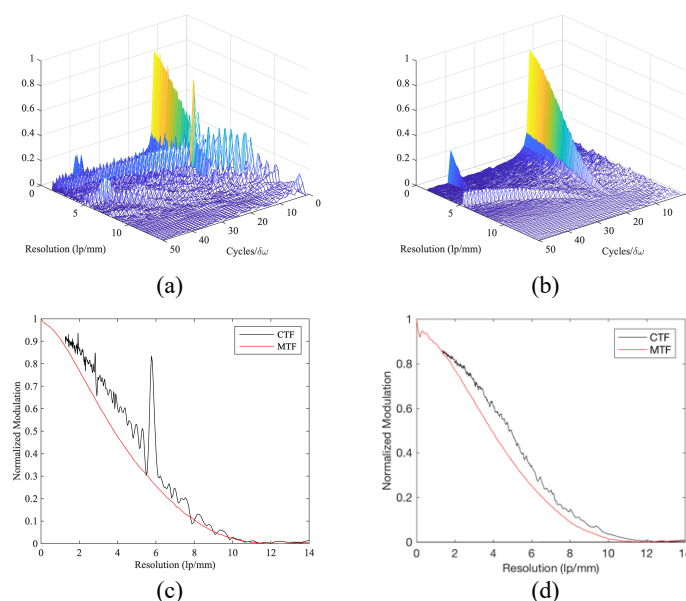 1
0.8
0.6
0.4
0.2
0
0
5
10
50
40
30
20
10
0
Resolution (lp/mm)
Cycles/δω
(a)
1
0.8
0.6
0.4
0.2
0
0
5
10
50
40
30
20
10
0
Resolution (lp/mm)
Cycles/δω
(b)
1
0.9
0.8
0.7
0.6
0.5
0.4
0.3
0.2
0.1
0
0 2 4 6 8 10 12 14
Normalized Modulation
Resolution (lp/mm)
CTF
MTF
(c)
1
0.8
0.6
0.4
0.2
0
0 2 4 6 8 10 12 14
Normalized Modulation
Resolution (lp/mm)
CTF
MTF
(d)